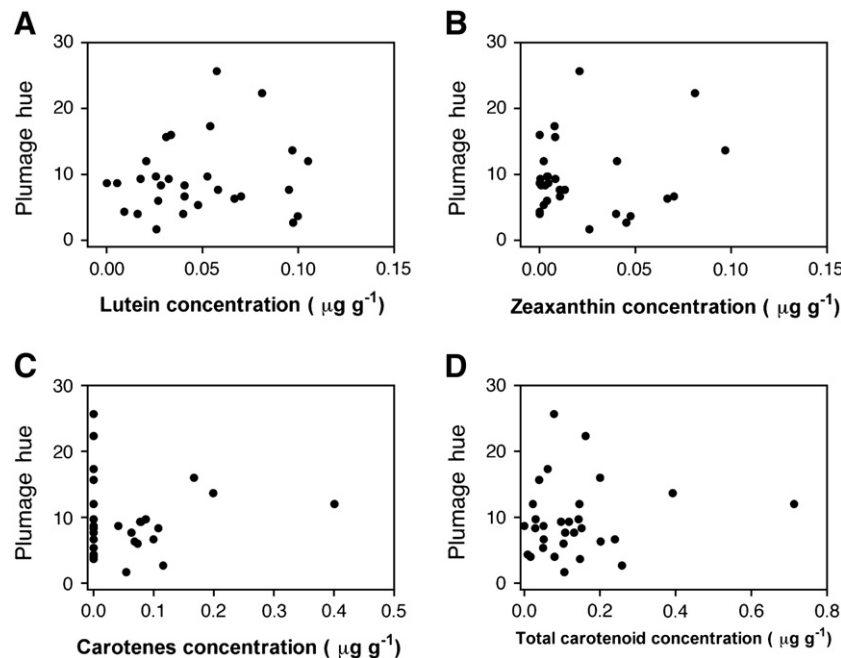 A
Plumage hue
30
20
10
0
0.00
0.05
0.10
0.15
Lutein concentration ( μg g-1)
B
Plumage hue
30
20
10
0
0.00
0.05
0.10
0.15
Zeaxanthin concentration ( μg g-1)
C
Plumage hue
30
20
10
0
0.0
0.1
0.2
0.3
0.4
0.5
Carotenes concentration ( μg g-1)
D
Plumage hue
30
20
10
0
0.0
0.2
0.4
0.6
0.8
Total carotenoid concentration ( μg g-1)